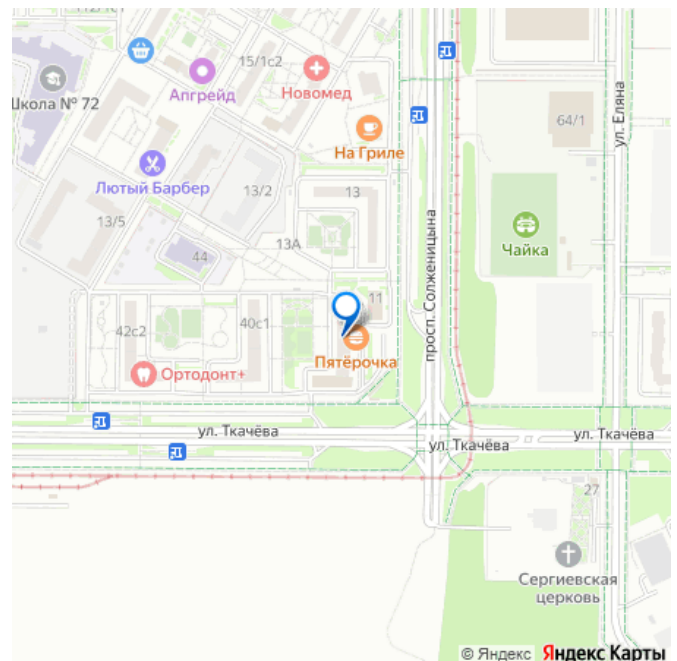 15/1с2
Апгрейд
Новомед
Школа № 72
64/1
ул. Еляна
На Гриле
Лютый Барбер
13/2
13
13/5
просп. Солженицына
Чайка
13А
44
11
42с2
40с1
Пятёрочка
Ортодонт+
ул. Ткачёва
ул. Ткачёва
ул. Ткачёва
27
Сергиевская
церковь
© Яндекс Яндекс Карты